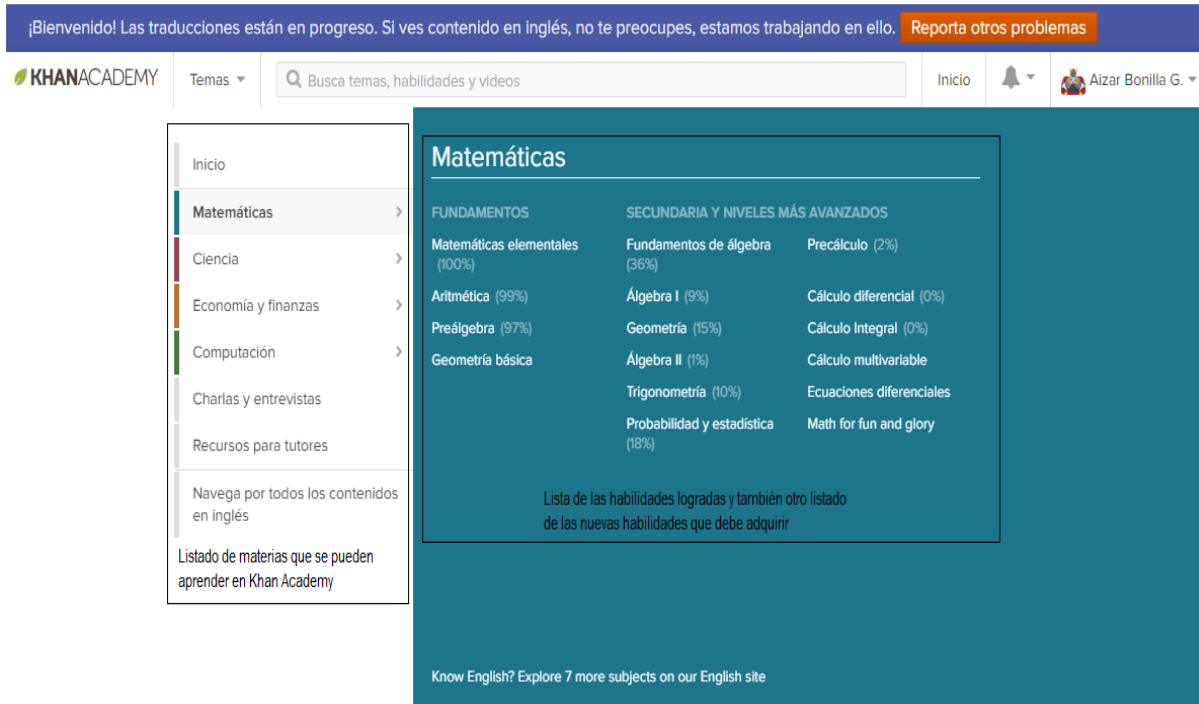 ¡Bienvenido! Las traducciones están en progreso. Si ves contenido en inglés, no te preocupes, estamos trabajando en ello. Reporta otros problemas
KHANACADEMY Temas Busca temas, habilidades y videos Inicio Aizar Bonilla G.
Inicio
Matemáticas
Ciencia
Economía y finanzas
Computación
Charlas y entrevistas
Recursos para tutores
Navega por todos los contenidos
en inglés
Listado de materias que se pueden
aprender en Khan Academy
Matemáticas
FUNDAMENTOS
Matemáticas elementales
(100%)
Aritmética (99%)
Preálgebra (97%)
Geometría básica
SECUNDARIA Y NIVELES MÁS AVANZADOS
Fundamentos de álgebra
(36%)
Álgebra I (9%)
Geometría (15%)
Álgebra II (1%)
Trigonometría (10%)
Probabilidad y estadística
(18%)
Precálculo (2%)
Cálculo diferencial (0%)
Cálculo Integral (0%)
Cálculo multivariable
Ecuaciones diferenciales
Math for fun and glory
Lista de las habilidades logradas y también otro listado
de las nuevas habilidades que debe adquirir
Know English? Explore 7 more subjects on our English site